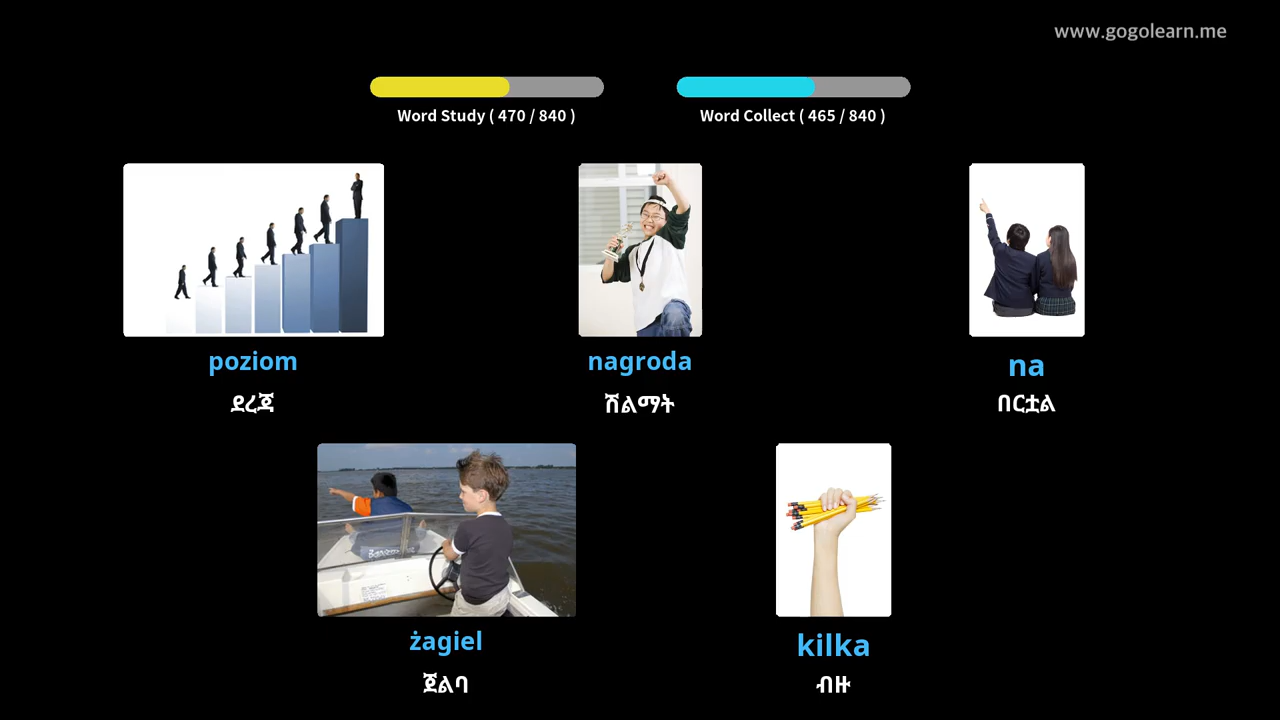 www.gogolearn.me
Word Study ( 470 / 840 )
Word Collect ( 465 / 840 )
poziom
nagroda
na
ደረጃ
ሽልማት
በርቷል
żagiel
kilka
ጀልባ
ብዙ